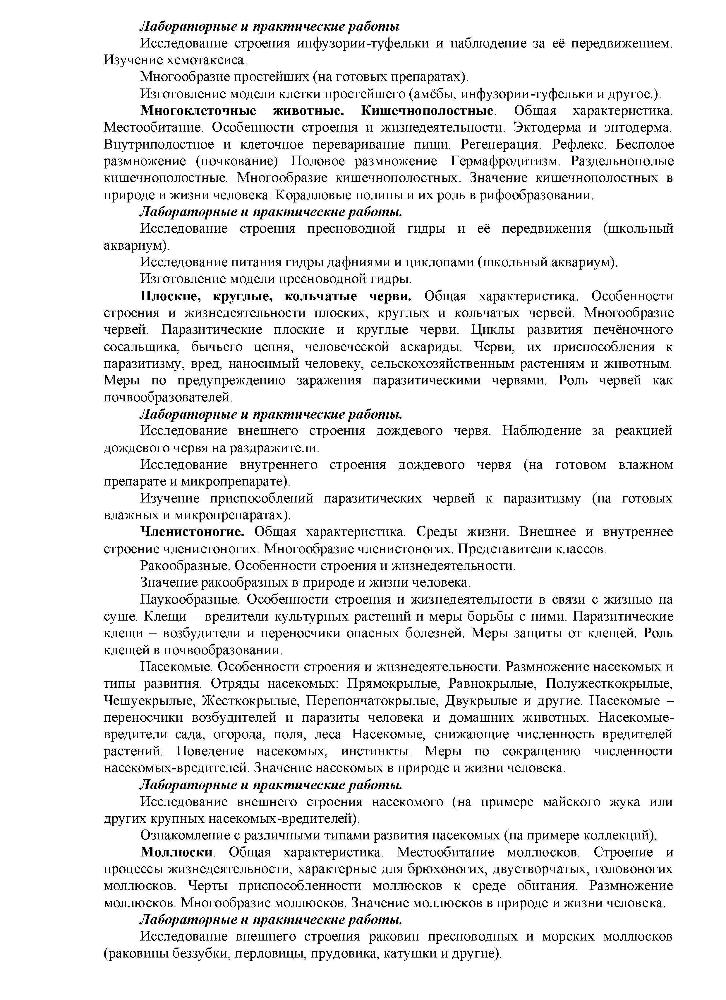 Лабораторные и практические работы
Исследование строения инфузории-туфельки и наблюдение за её передвижением.
Изучение хемотаксиса.
Многообразие простейших (на готовых препаратах).
Изготовление модели клетки простейшего (амёбы, инфузории-туфельки и другое.).
Многоклеточные животные. Кишечнополостные. Общая характеристика.
Местообитание. Особенности строения и жизнедеятельности. Эктодерма и энтодерма.
Внутриполостное и клеточное переваривание пищи. Регенерация. Рефлекс. Бесполое
размножение (почкование). Половое размножение. Гермафродитизм. Раздельнополые
кишечнополостные. Многообразие кишечнополостных. Значение кишечнополостных в
природе и жизни человека. Коралловые полипы и их роль в рифообразовании.
Лабораторные и практические работы.
Исследование строения пресноводной гидры и её передвижения (школьный
аквариум).
Исследование питания гидры дафниями и циклопами (школьный аквариум).
Изготовление модели пресноводной гидры.
Плоские, круглые, кольчатые черви. Общая характеристика. Особенности
строения и жизнедеятельности плоских, круглых и кольчатых червей. Многообразие
червей. Паразитические плоские и круглые черви. Циклы развития печёночного
сосальщика, бычьего цепня, человеческой аскариды. Черви, их приспособления к
паразитизму, вред, наносимый человеку, сельскохозяйственным растениям и животным.
Меры по предупреждению заражения паразитическими червями. Роль червей как
почвообразователей.
Лабораторные и практические работы.
Исследование внешнего строения дождевого червя. Наблюдение за реакцией
дождевого червя на раздражители.
Исследование внутреннего строения дождевого червя (на готовом влажном
препарате и микропрепарате).
Изучение приспособлений паразитических червей к паразитизму (на готовых
влажных и микропрепаратах).
Членистоногие. Общая характеристика. Среды жизни. Внешнее и внутреннее
строение членистоногих. Многообразие членистоногих. Представители классов.
Ракообразные. Особенности строения и жизнедеятельности.
Значение ракообразных в природе и жизни человека.
Паукообразные. Особенности строения и жизнедеятельности в связи с жизнью на
суше. Клещи – вредители культурных растений и меры борьбы с ними. Паразитические
клещи – возбудители и переносчики опасных болезней. Меры защиты от клещей. Роль
клещей в почвообразовании.
Насекомые. Особенности строения и жизнедеятельности. Размножение насекомых и
типы развития. Отряды насекомых: Прямокрылые, Равнокрылые, Полужесткокрылые,
Чешуекрылые, Жесткокрылые, Перепончатокрылые, Двукрылые и другие. Насекомые –
переносчики возбудителей и паразиты человека и домашних животных. Насекомые-
вредители сада, огорода, поля, леса. Насекомые, снижающие численность вредителей
растений. Поведение насекомых, инстинкты. Меры по сокращению численности
насекомых-вредителей. Значение насекомых в природе и жизни человека.
Лабораторные и практические работы.
Исследование внешнего строения насекомого (на примере майского жука или
других крупных насекомых-вредителей).
Ознакомление с различными типами развития насекомых (на примере коллекций).
Моллюски. Общая характеристика. Местообитание моллюсков. Строение и
процессы жизнедеятельности, характерные для брюхоногих, двустворчатых, головоногих
моллюсков. Черты приспособленности моллюсков к среде обитания. Размножение
моллюсков. Многообразие моллюсков. Значение моллюсков в природе и жизни человека.
Лабораторные и практические работы.
Исследование внешнего строения раковин пресноводных и морских моллюсков
(раковины беззубки, перловицы, прудовика, катушки и другие).